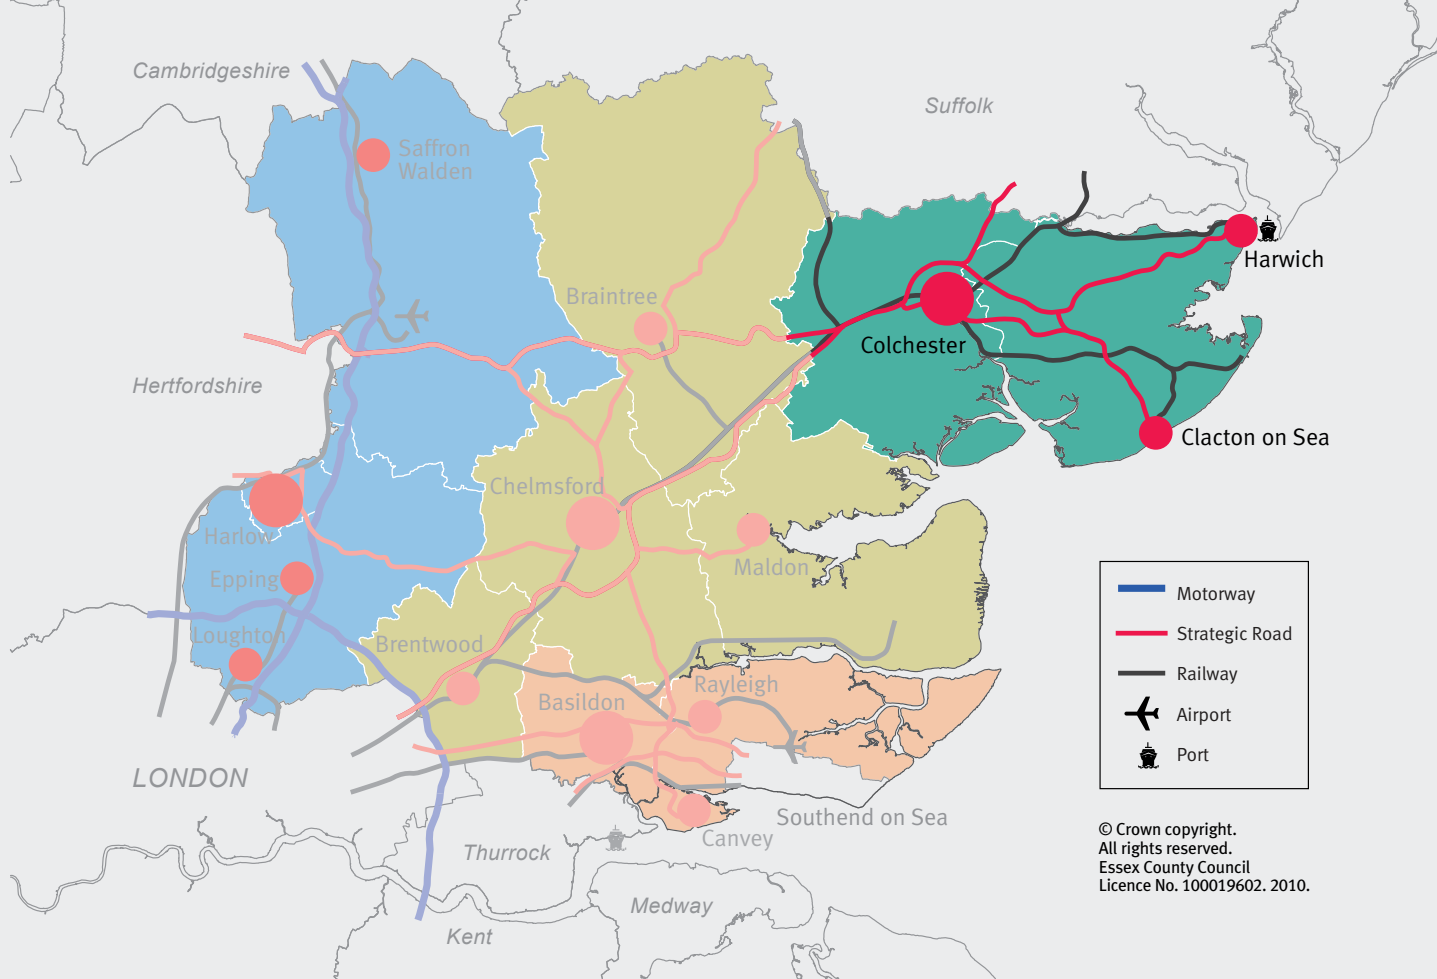 Cambridgeshire
Suffolk
Saffron
Walden
Harwich
Braintree
Colchester
Hertfordshire
Clacton on Sea
Chelmsford
Harlow
Maldon
Epping
Loughton
Brentwood
Rayleigh
Basildon
LONDON
Southend on Sea
Canvey
Thurrock
Medway
Kent
Motorway
Strategic Road
Railway
Airport
Port
© Crown copyright.
All rights reserved.
Essex County Council
Licence No. 100019602. 2010.